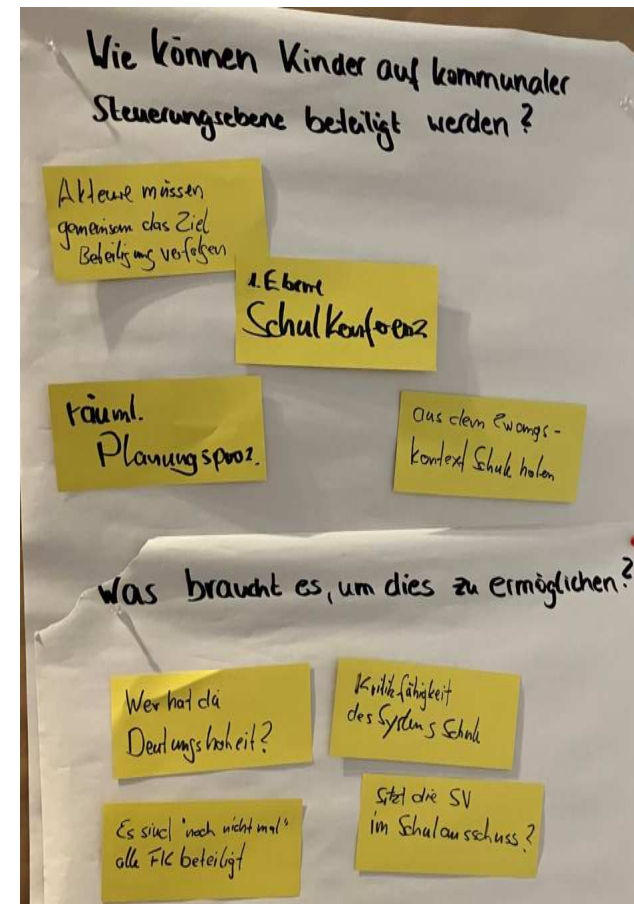 Wie können Kinder auf kommunaler
Steuerungsebene beteiligt werden?
Akteure müssen
gemeinsam das Ziel
Beteiligung verfolgen
1. Ebene
Schulkonferenz
räuml.
Planungsproz.
aus dem Zwangs-
kontext Schule holen
Was braucht es, um dies zu ermöglichen?
Wer hat da
Deutungshoheit?
Kritikfähigkeit
des Systems Schule
Es sind "noch nicht mal"
alle FK beteiligt
Sitzt die SV
im Schulausschuss?